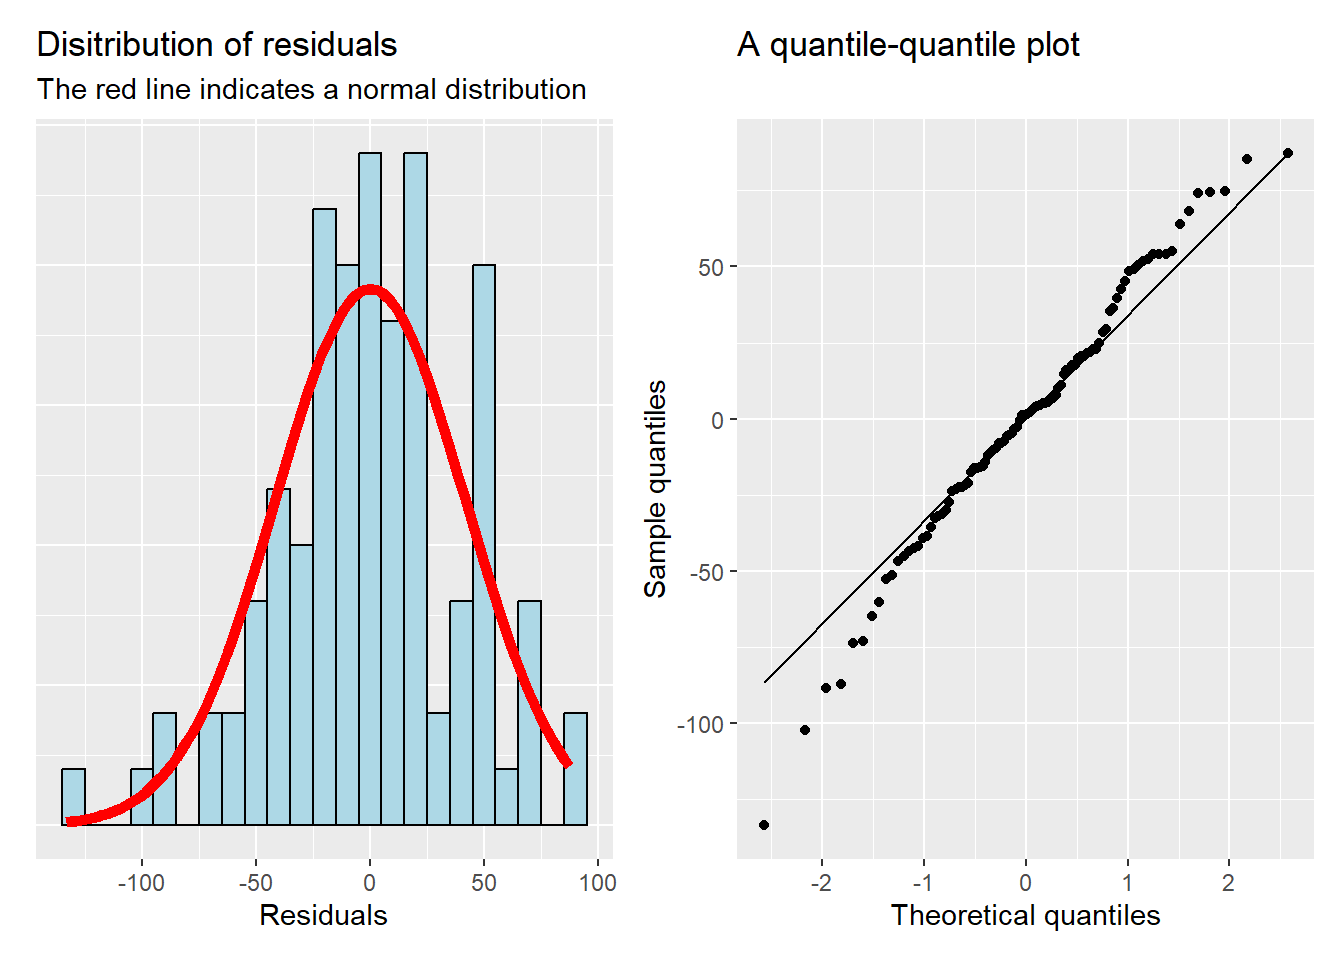 Disitribution of residuals
The red line indicates a normal distribution
-100 -50 0 50 100
Residuals
A quantile-quantile plot
50
0
-50
-100
Sample quantiles
-2 -1 0 1 2
Theoretical quantiles